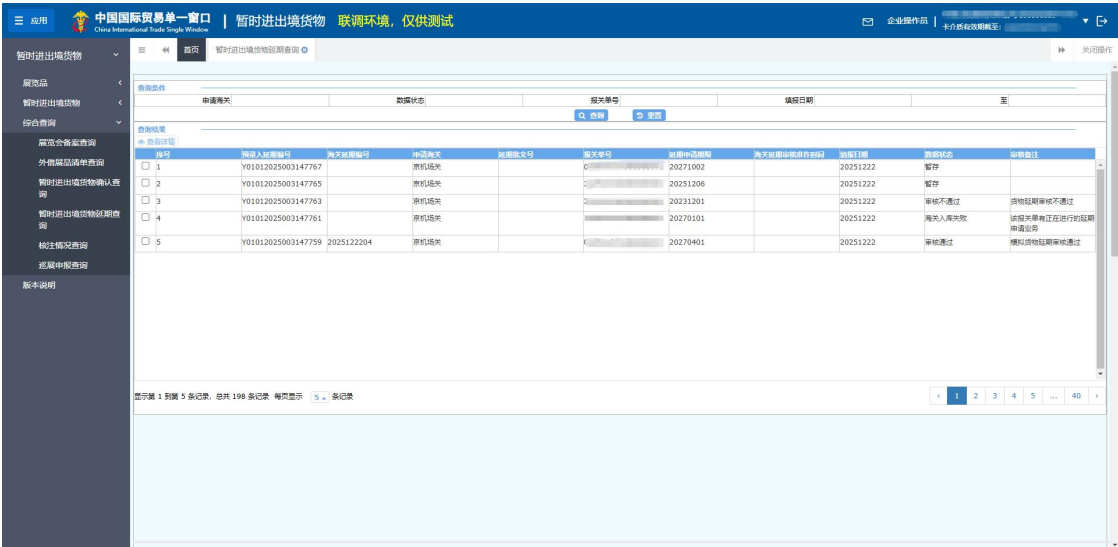 应用
中国国际贸易单一窗口
China International Trade Single Window
暂时进出境货物 联调环境，仅供测试
企业操作员
卡介质有效期截至：
暂时进出境货物
首页
暂时进出境货物延期查询
关闭操作
展览品
暂时进出境货物
综合查询
展览会备案查询
外借展品清单查询
暂时进出境货物确认查
询
暂时进出境货物延期查
询
核注情况查询
巡展申报查询
版本说明
查询条件
申请海关 数据状态 报关单号 填报日期 至
查询 重置
查询结果
查看详情
序号 预录入延期编号 海关延期编号 申请海关 延期批文号 报关单号 延期申请期限 海关延期审核准许时间 填报日期 数据状态 审核备注
1 Y01012025003147767 京机场关 20271002 20251222 暂存
2 Y01012025003147765 京机场关 20251206 20251222 暂存
3 Y01012025003147763 京机场关 20231201 20251222 审核不通过 货物延期审核不通过
4 Y01012025003147761 京机场关 20270101 20251222 海关入库失败 该报关单有正在进行的延期
申请业务
5 Y01012025003147759 2025122204 京机场关 20270401 20251222 审核通过 模拟货物延期审核通过
显示第 1 到第 5 条记录，总共 198 条记录 每页显示 5 条记录
‹ 1 2 3 4 5 ... 40 ›